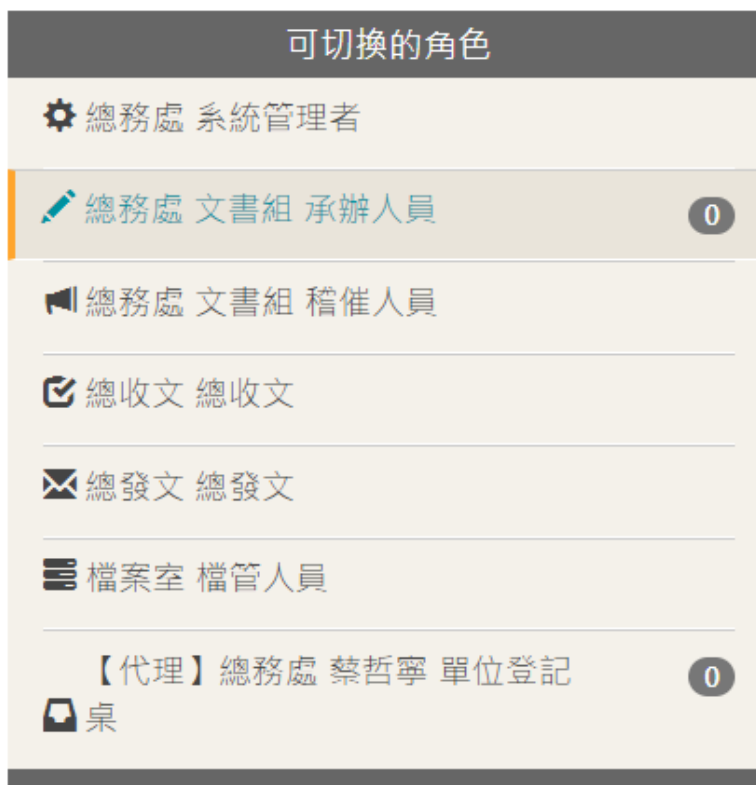 可切換的角色
總務處 系統管理者
總務處 文書組 承辦人員
0
總務處 文書組 稽催人員
總收文 總收文
總發文 總發文
檔案室 檔管人員
【代理】總務處 蔡哲寧 單位登記
0
桌